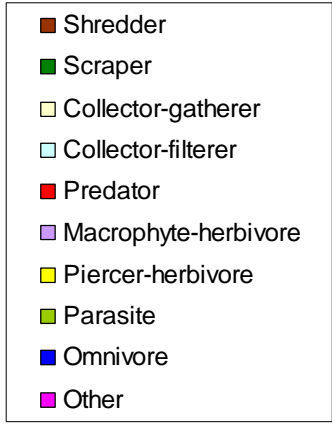 Shredder
Scraper
Collector-gatherer
Collector-filterer
Predator
Macrophyte-herbivore
Piercer-herbivore
Parasite
Omnivore
Other